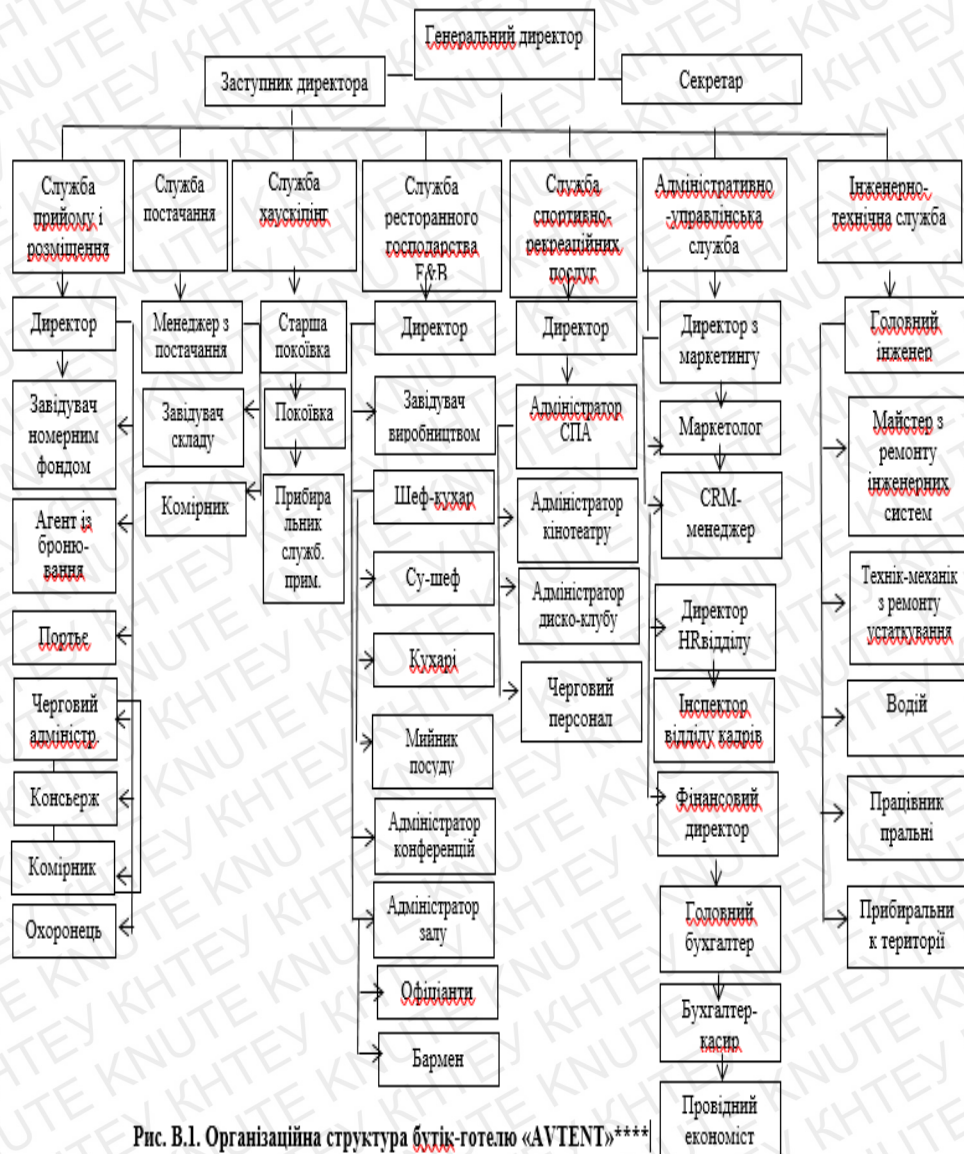 Генеральний директор
Заступник директора
Секретар
Служба
прийому і
розміщення
Служба
постачання
Служба
хаускіпінг
Служба
ресторанного
господарства
F&B
Служба
спортивно-
рекреаційних
послуг
Адміністративно
-управлінська
служба
Інженерно-
технічна служба
Директор
Завідувач
номерним
фондом
Агент із
броню-
вання
Портьє
Черговий
адміністр.
Консьєрж
Комірник
Охоронець
Менеджер з
постачання
Завідувач
складу
Комірник
Старша
покоївка
Покоївка
Прибира
льник
служб.
прим.
Директор
Завідувач
виробництвом
Шеф-кухар
Су-шеф
Кухарі
Мийник
посуду
Адміністратор
конференцій
Адміністратор
залу
Офіціанти
Бармен
Директор
Адміністратор
СПА
Адміністратор
кінотеатру
Адміністратор
диско-клубу
Черговий
персонал
Директор з
маркетингу
Маркетолог
CRM-
менеджер
Директор
HRвідділу
Інспектор
відділу кадрів
Фінансовий
директор
Головний
бухгалтер
Бухгалтер-
касир
Провідний
економіст
Головний
інженер
Майстер з
ремонту
інженерних
систем
Технік-механік
з ремонту
устаткування
Водій
Працівник
пральні
Прибиральни
к території
Рис. В.1. Організаційна структура бутік-готелю «AVTENT»****
КНТЕУ KNUTE